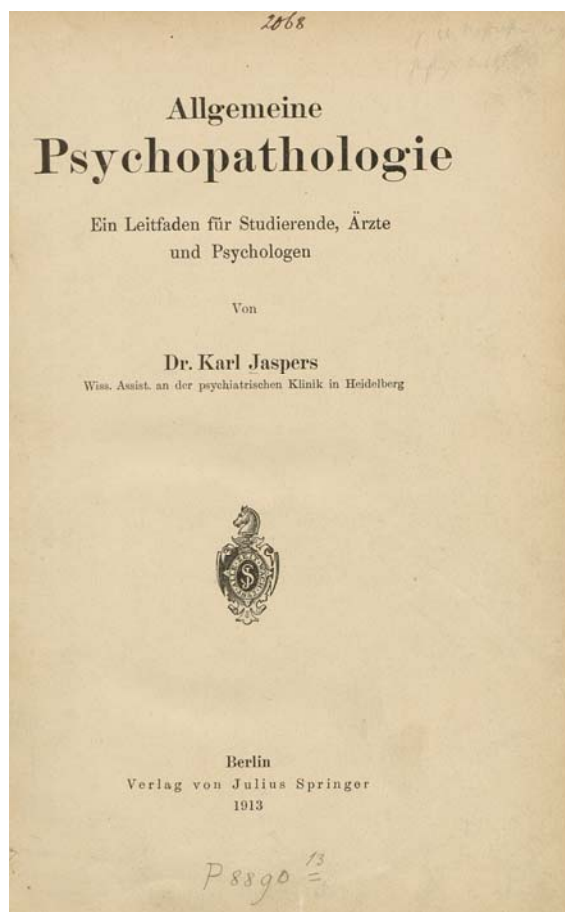 2068
Allgemeine
Psychopathologie
Ein Leitfaden für Studierende, Ärzte
und Psychologen
Von
Dr. Karl Jaspers
Wiss. Assist. an der psychiatrischen Klinik in Heidelberg
Berlin
Verlag von Julius Springer
1913
P 8890 13